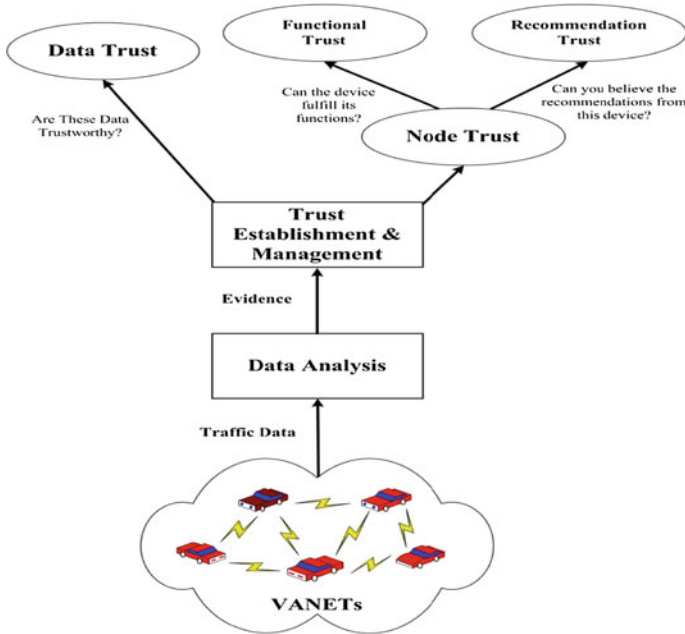 Data Trust
Functional
Trust
Recommendation
Trust
Are These Data
Trustworthy?
Can the device
fulfill its
functions?
Can you believe the
recommendations from
this device?
Node Trust
Trust
Establishment &
Management
Evidence
Data Analysis
Traffic Data
VANETs